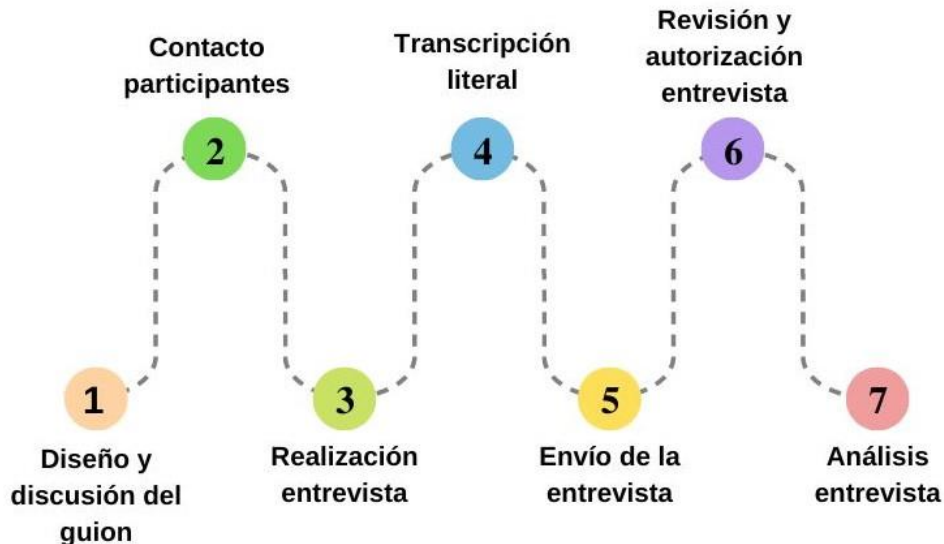 1
Diseño y
discusión del
guion
Contacto
participantes
2
3
Realización
entrevista
Transcripción
literal
4
5
Envío de la
entrevista
Revisión y
autorización
entrevista
6
7
Análisis
entrevista